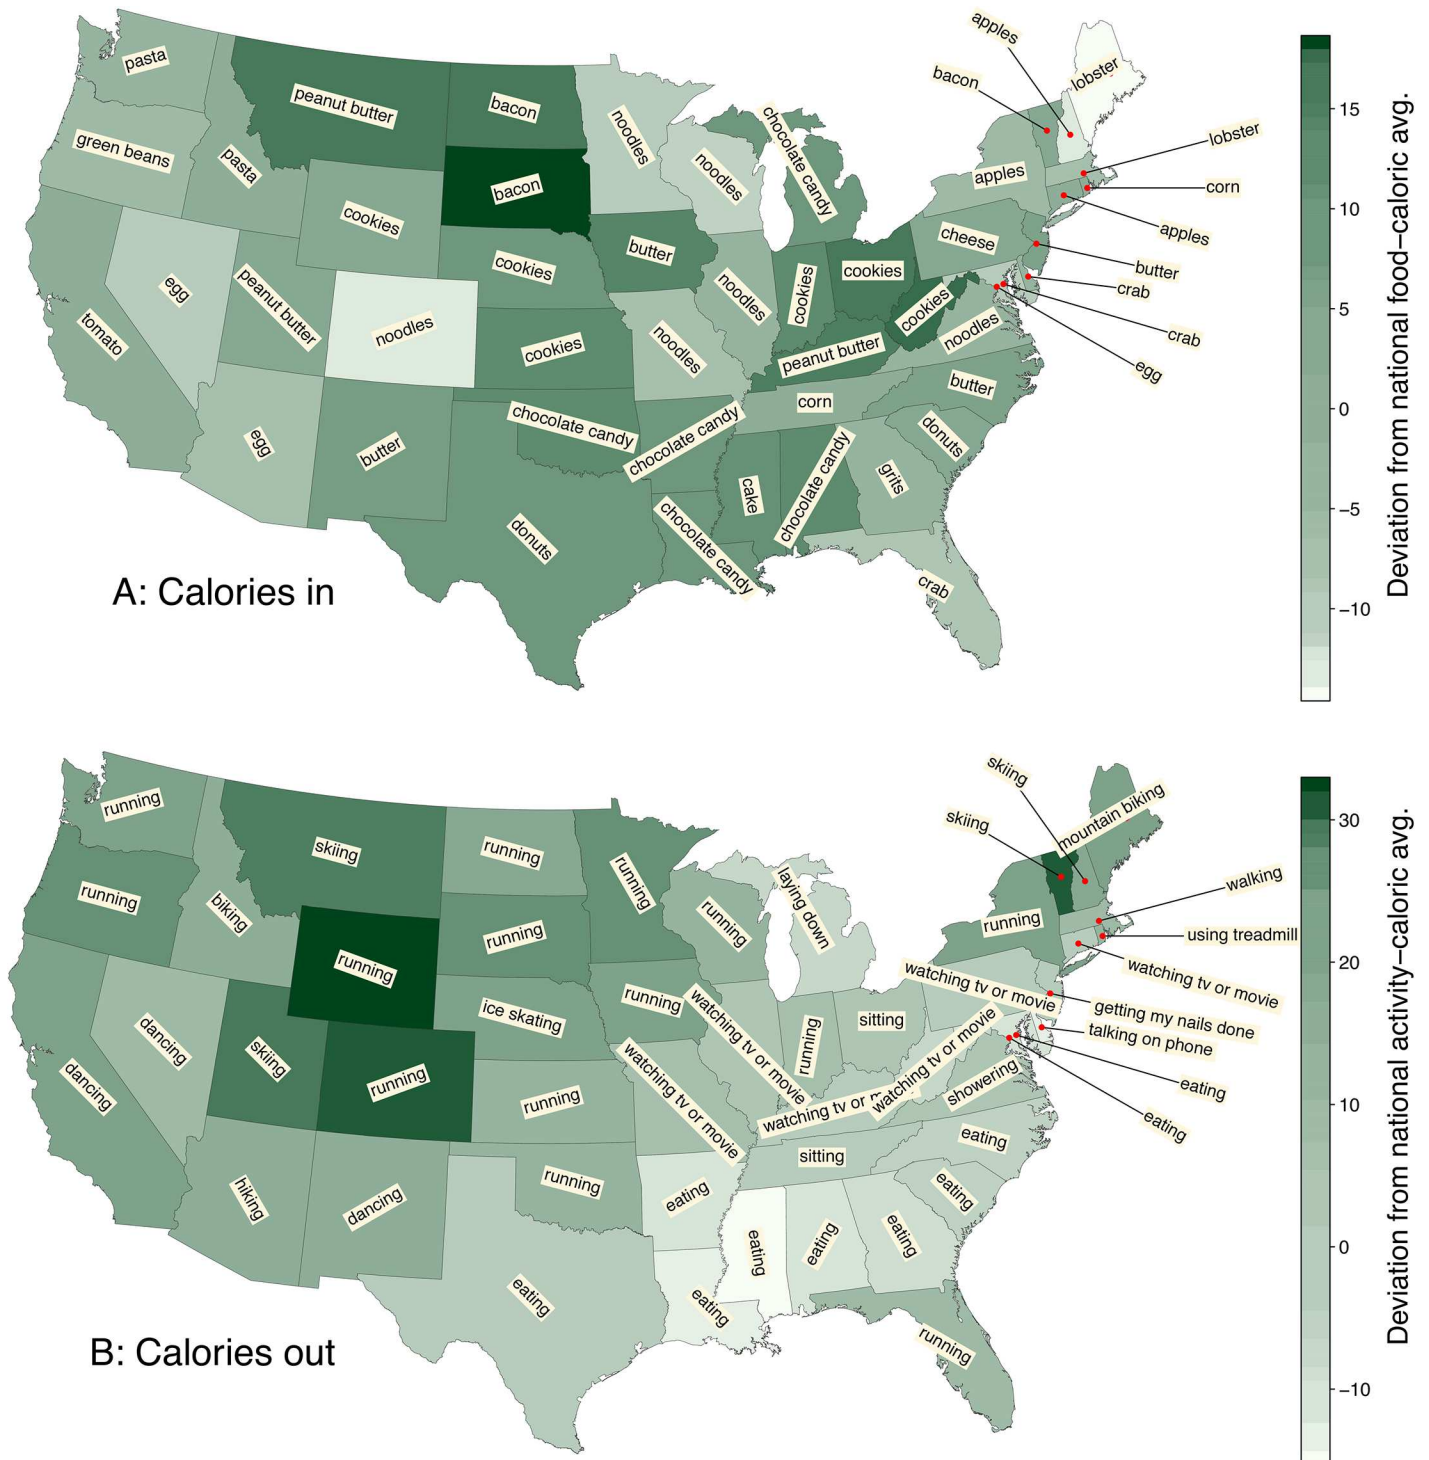 apples
bacon
lobster
pasta
peanut butter
bacon
noodles
chocolate candy
lobster
green beans
pasta
bacon
noodles
apples
corn
cookies
butter
cheese
apples
egg
peanut butter
cookies
noodles
cookies
cookies
cookies
butter
crab
tomato
noodles
cookies
noodles
peanut butter
noodles
crab
egg
corn
butter
egg
butter
chocolate candy
chocolate candy
cake
chocolate candy
grits
donuts
donuts
chocolate candy
crab
A: Calories in
15
10
5
0
−5
−10
Deviation from national food−caloric avg.
skiing
skiing
mountain biking
running
skiing
running
running
laying down
walking
running
biking
running
running
running
using treadmill
running
ice skating
running
watching tv or movie
watching tv or movie
getting my nails done
talking on phone
dancing
skiing
running
watching tv or movie
running
sitting
watching tv or movie
eating
dancing
running
watching tv or movie
watching tv or m
showering
eating
hiking
dancing
running
sitting
eating
eating
eating
eating
eating
eating
eating
eating
running
B: Calories out
30
20
10
0
−10
Deviation from national activity−caloric avg.